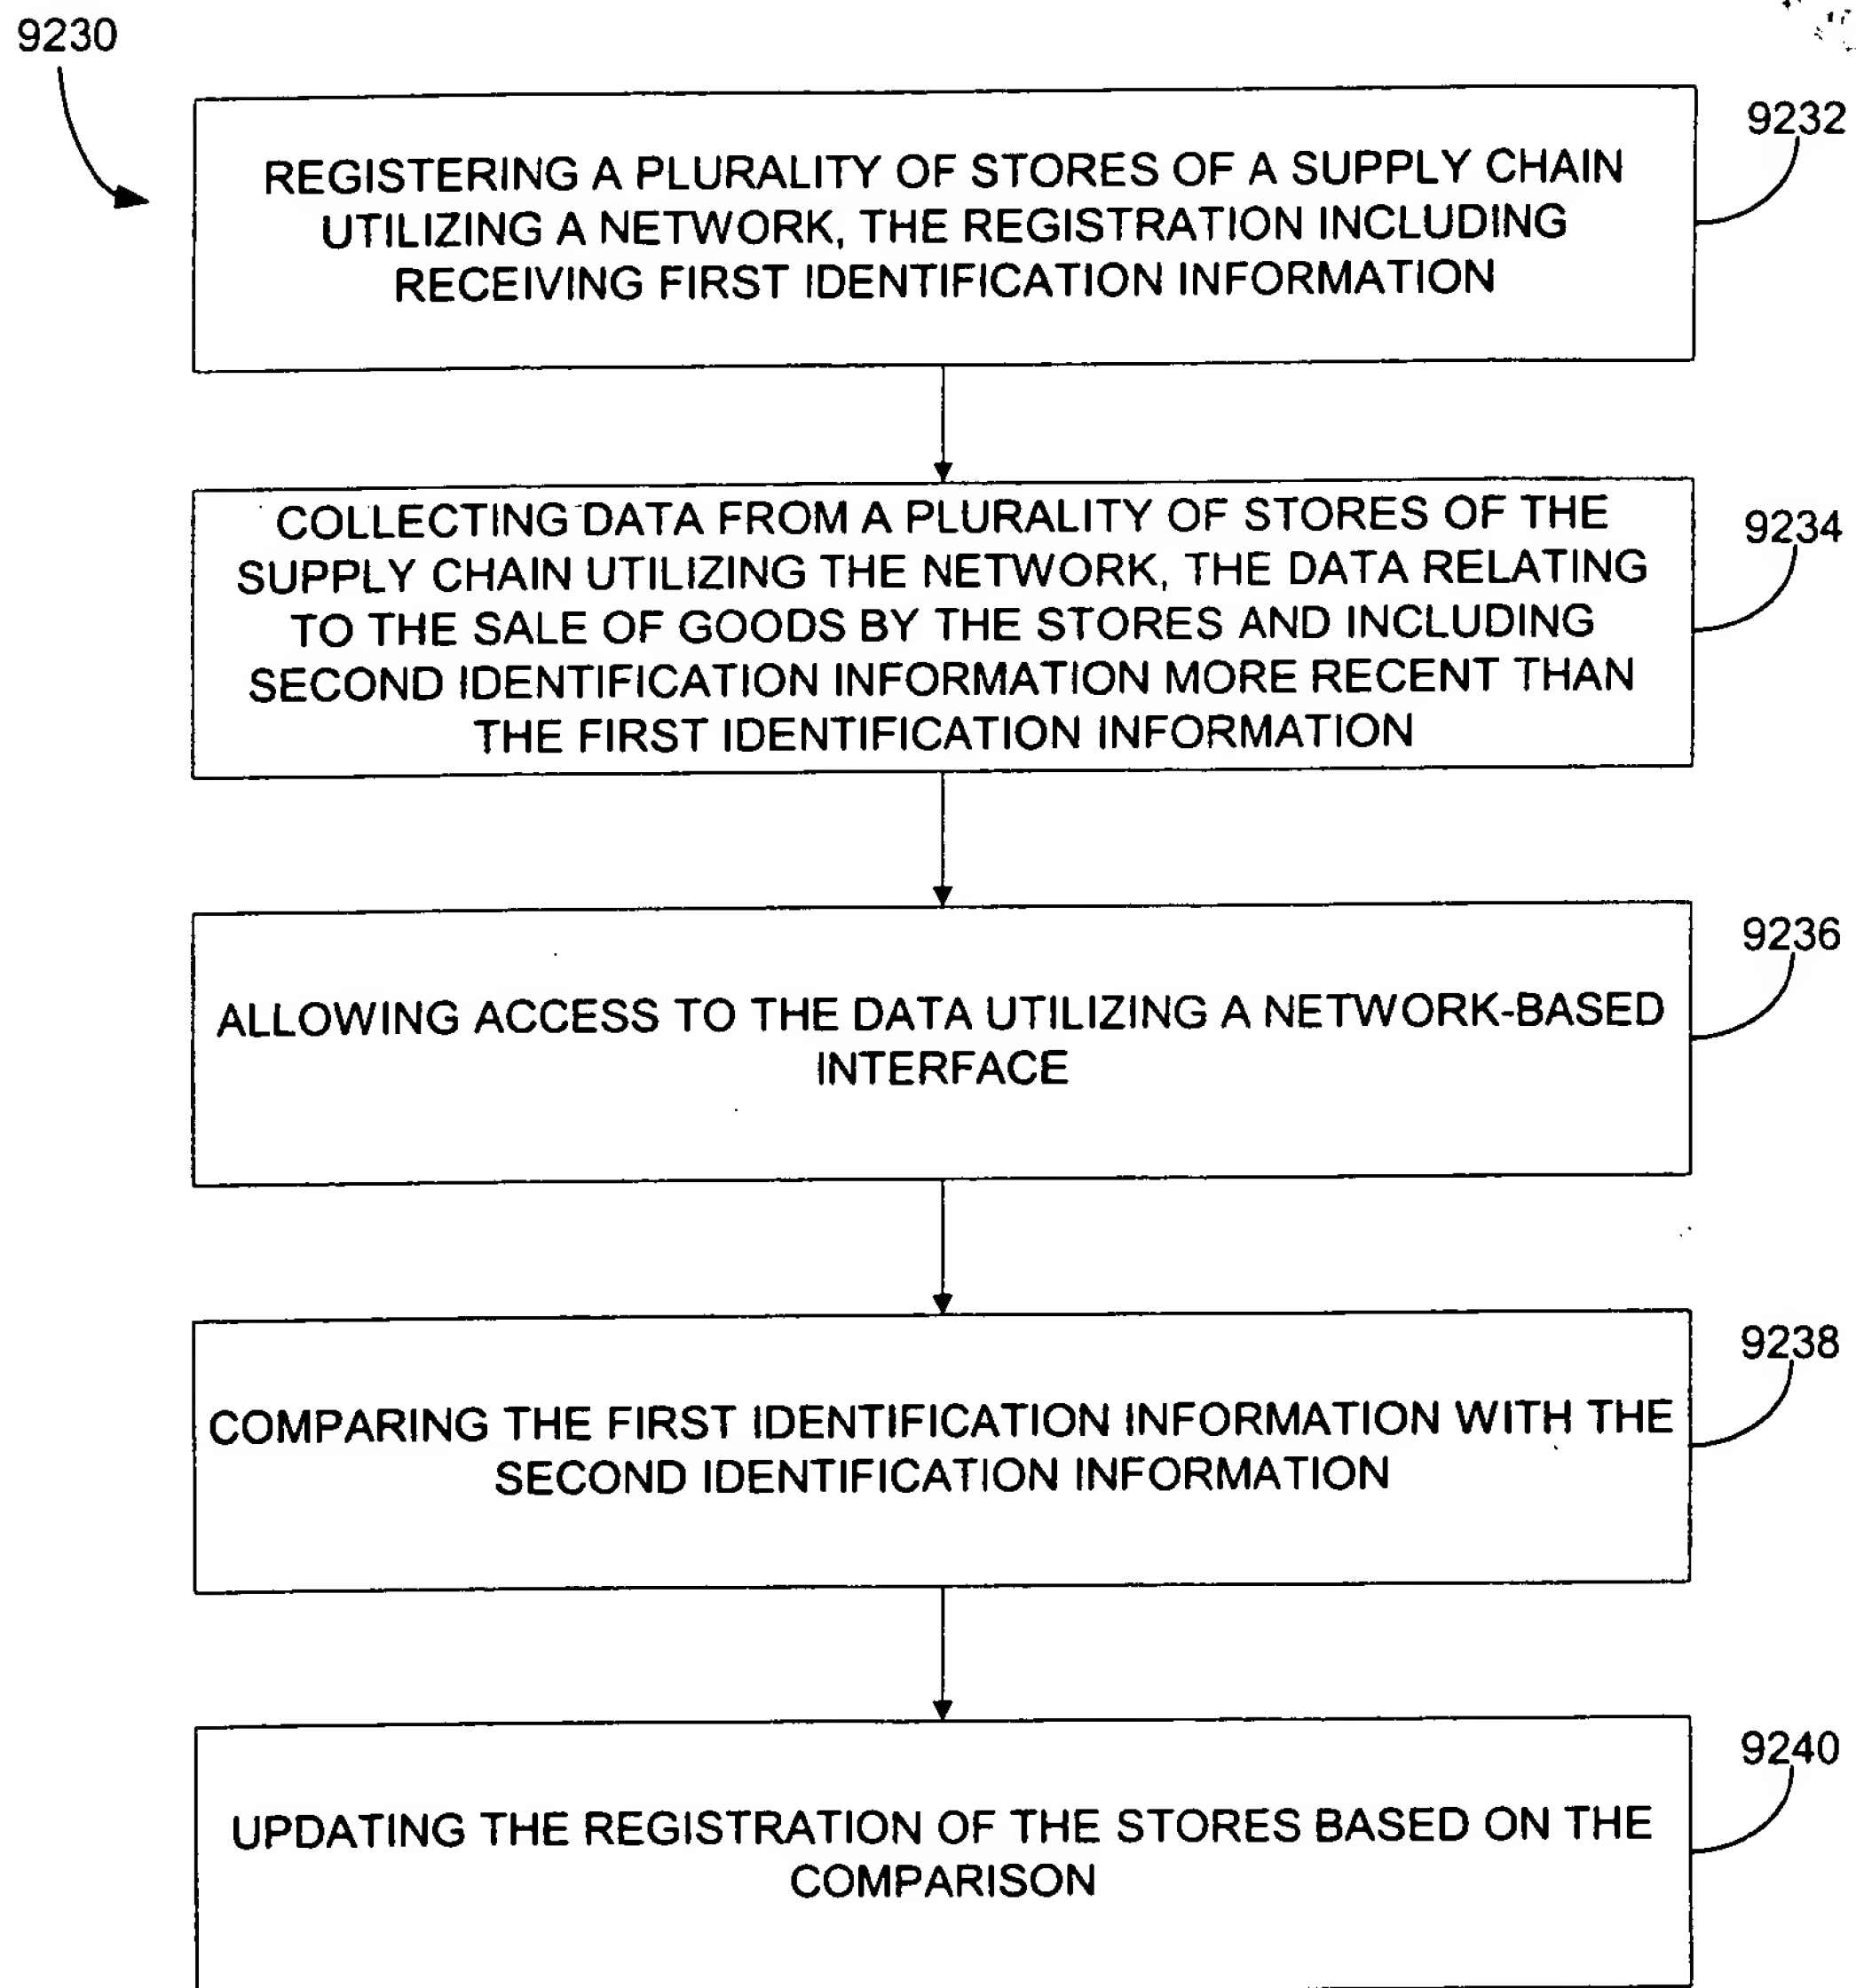 9230
9232
REGISTERING A PLURALITY OF STORES OF A SUPPLY CHAIN
UTILIZING A NETWORK, THE REGISTRATION INCLUDING
RECEIVING FIRST IDENTIFICATION INFORMATION
9234
COLLECTING DATA FROM A PLURALITY OF STORES OF THE
SUPPLY CHAIN UTILIZING THE NETWORK, THE DATA RELATING
TO THE SALE OF GOODS BY THE STORES AND INCLUDING
SECOND IDENTIFICATION INFORMATION MORE RECENT THAN
THE FIRST IDENTIFICATION INFORMATION
9236
ALLOWING ACCESS TO THE DATA UTILIZING A NETWORK-BASED
INTERFACE
9238
COMPARING THE FIRST IDENTIFICATION INFORMATION WITH THE
SECOND IDENTIFICATION INFORMATION
9240
UPDATING THE REGISTRATION OF THE STORES BASED ON THE
COMPARISON